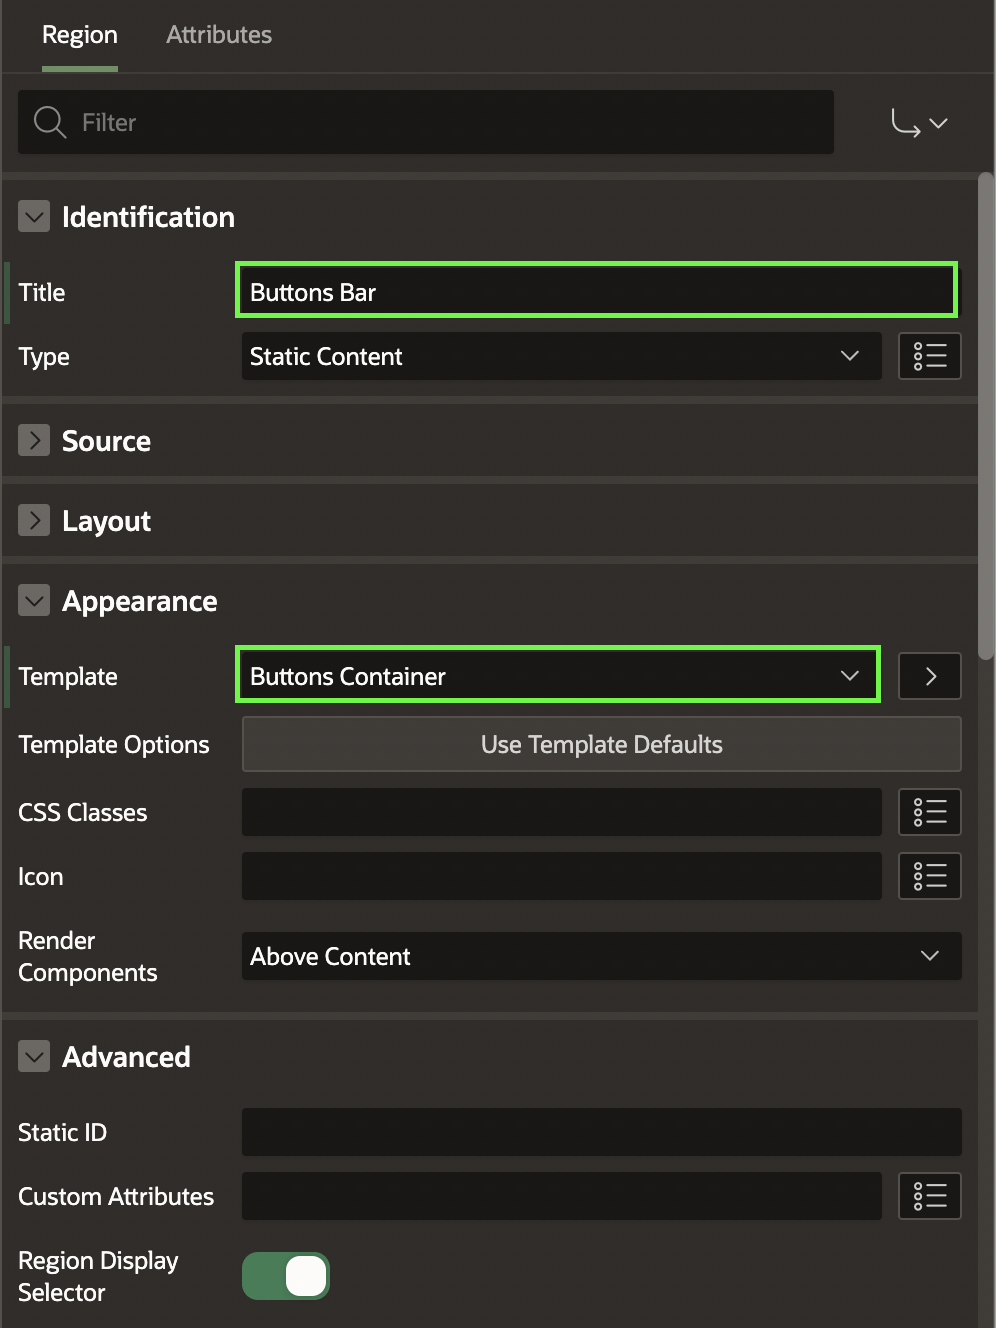 Region Attributes
Filter
Identification
Title Buttons Bar
Type Static Content
Source
Layout
Appearance
Template Buttons Container
Template Options Use Template Defaults
CSS Classes
Icon
Render
Components Above Content
Advanced
Static ID
Custom Attributes
Region Display
Selector